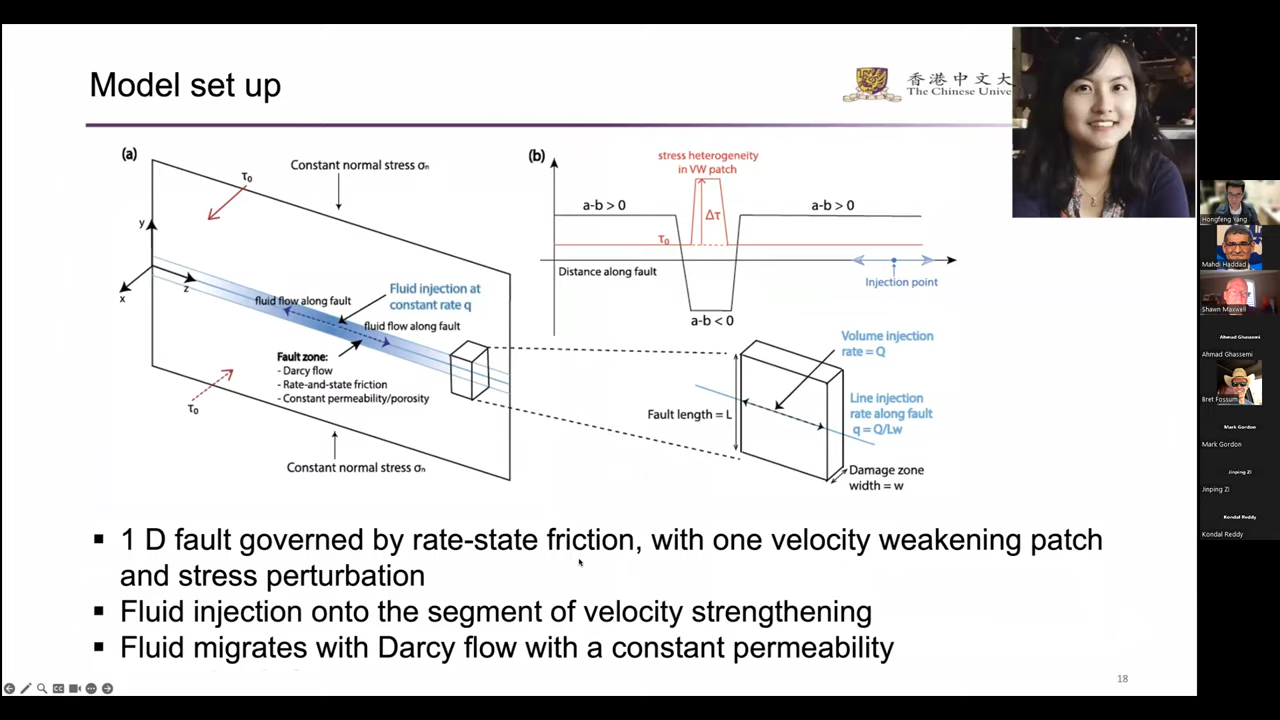 Model set up
香港中文大
The Chinese Unive
(a)
Constant normal stress σₙ
τ₀
y
x
z
fluid flow along fault
Fluid injection at
constant rate q
fluid flow along fault
Fault zone:
- Darcy flow
- Rate-and-state friction
- Constant permeability/porosity
τ₀
Constant normal stress σₙ
(b)
stress heterogeneity
in VW patch
a-b > 0
Δτ
a-b > 0
τ₀
Distance along fault
Injection point
a-b < 0
Volume injection
rate = Q
Fault length = L
Line injection
rate along fault
q = Q/Lw
Damage zone
width = w
▪ 1 D fault governed by rate-state friction, with one velocity weakening patch
and stress perturbation
▪ Fluid injection onto the segment of velocity strengthening
▪ Fluid migrates with Darcy flow with a constant permeability
18
Hongfeng Yang
Mahdi Haddad
Shawn Maxwell
Ahmad Ghassemi
Ahmad Ghassemi
Bret Fossum
Mark Gordon
Mark Gordon
Jinping Zi
Jinping Zi
Kondal Reddy
Kondal Reddy